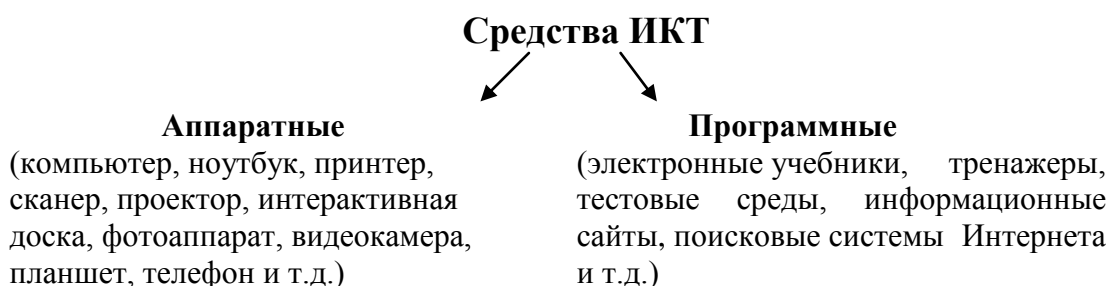 Средства ИКТ
Аппаратные
(компьютер, ноутбук, принтер,
сканер, проектор, интерактивная
доска, фотоаппарат, видеокамера,
планшет, телефон и т.д.)
Программные
(электронные учебники, тренажеры,
тестовые среды, информационные
сайты, поисковые системы Интернета
и т.д.)